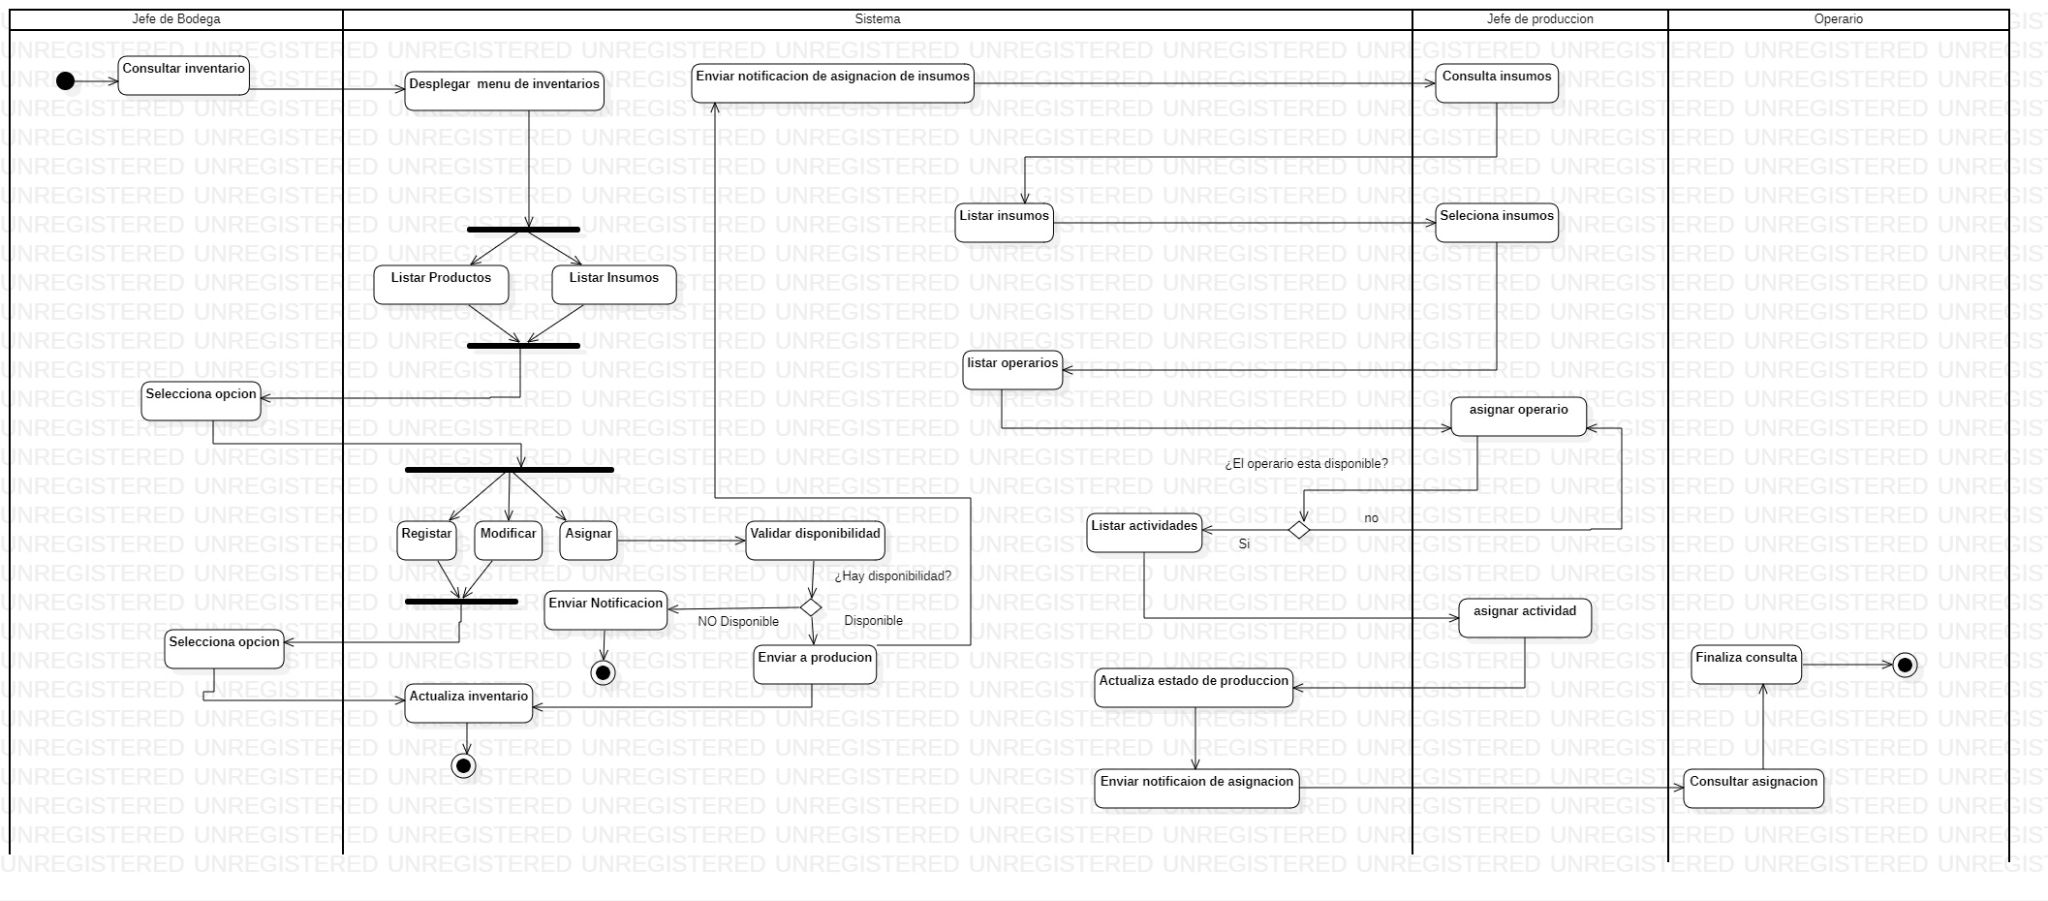 Jefe de Bodega
Sistema
Jefe de produccion
Operario
Consultar inventario
Desplegar  menu de inventarios
Enviar notificacion de asignacion de insumos
Consulta insumos
Listar insumos
Seleciona insumos
Listar Productos
Listar Insumos
listar operarios
Selecciona opcion
asignar operario
¿El operario esta disponible?
no
Listar actividades
Si
Registar
Modificar
Asignar
Validar disponibilidad
¿Hay disponibilidad?
Enviar Notificacion
NO Disponible
Disponible
asignar actividad
Selecciona opcion
Enviar a producion
Finaliza consulta
Actualiza inventario
Actualiza estado de produccion
Enviar notificaion de asignacion
Consultar asignacion
UNREGISTERED